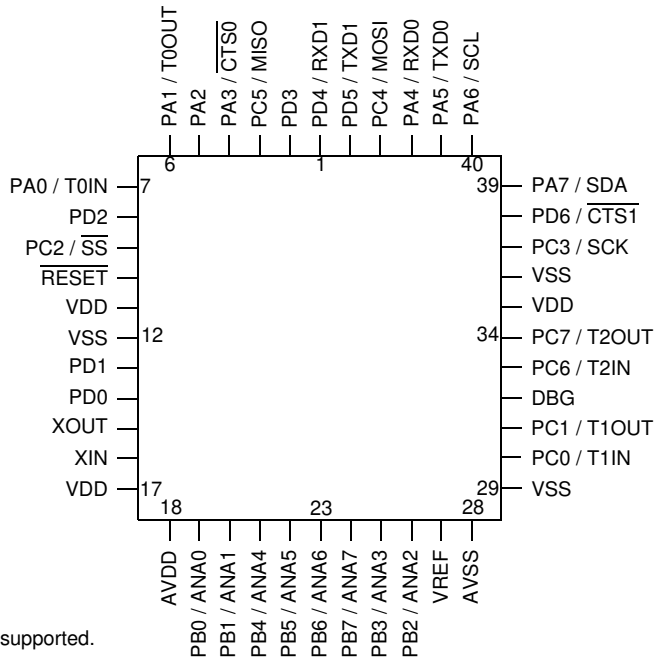 PA1 / T0OUT
PA2
PA3 / CTS0
PC5 / MISO
PD3
PD4 / RXD1
PD5 / TXD1
PC4 / MOSI
PA4 / RXD0
PA5 / TXD0
PA6 / SCL
6
1
40
PA0 / T0IN
7
39
PA7 / SDA
PD2
PD6 / CTS1
PC2 / SS
PC3 / SCK
RESET
VSS
VDD
VDD
VSS
12
34
PC7 / T2OUT
PD1
PC6 / T2IN
PD0
DBG
XOUT
PC1 / T1OUT
XIN
PC0 / T1IN
VDD
17
29
VSS
18
23
28
AVDD
PB0 / ANA0
PB1 / ANA1
PB4 / ANA4
PB5 / ANA5
PB6 / ANA6
PB7 / ANA7
PB3 / ANA3
PB2 / ANA2
VREF
AVSS
supported.